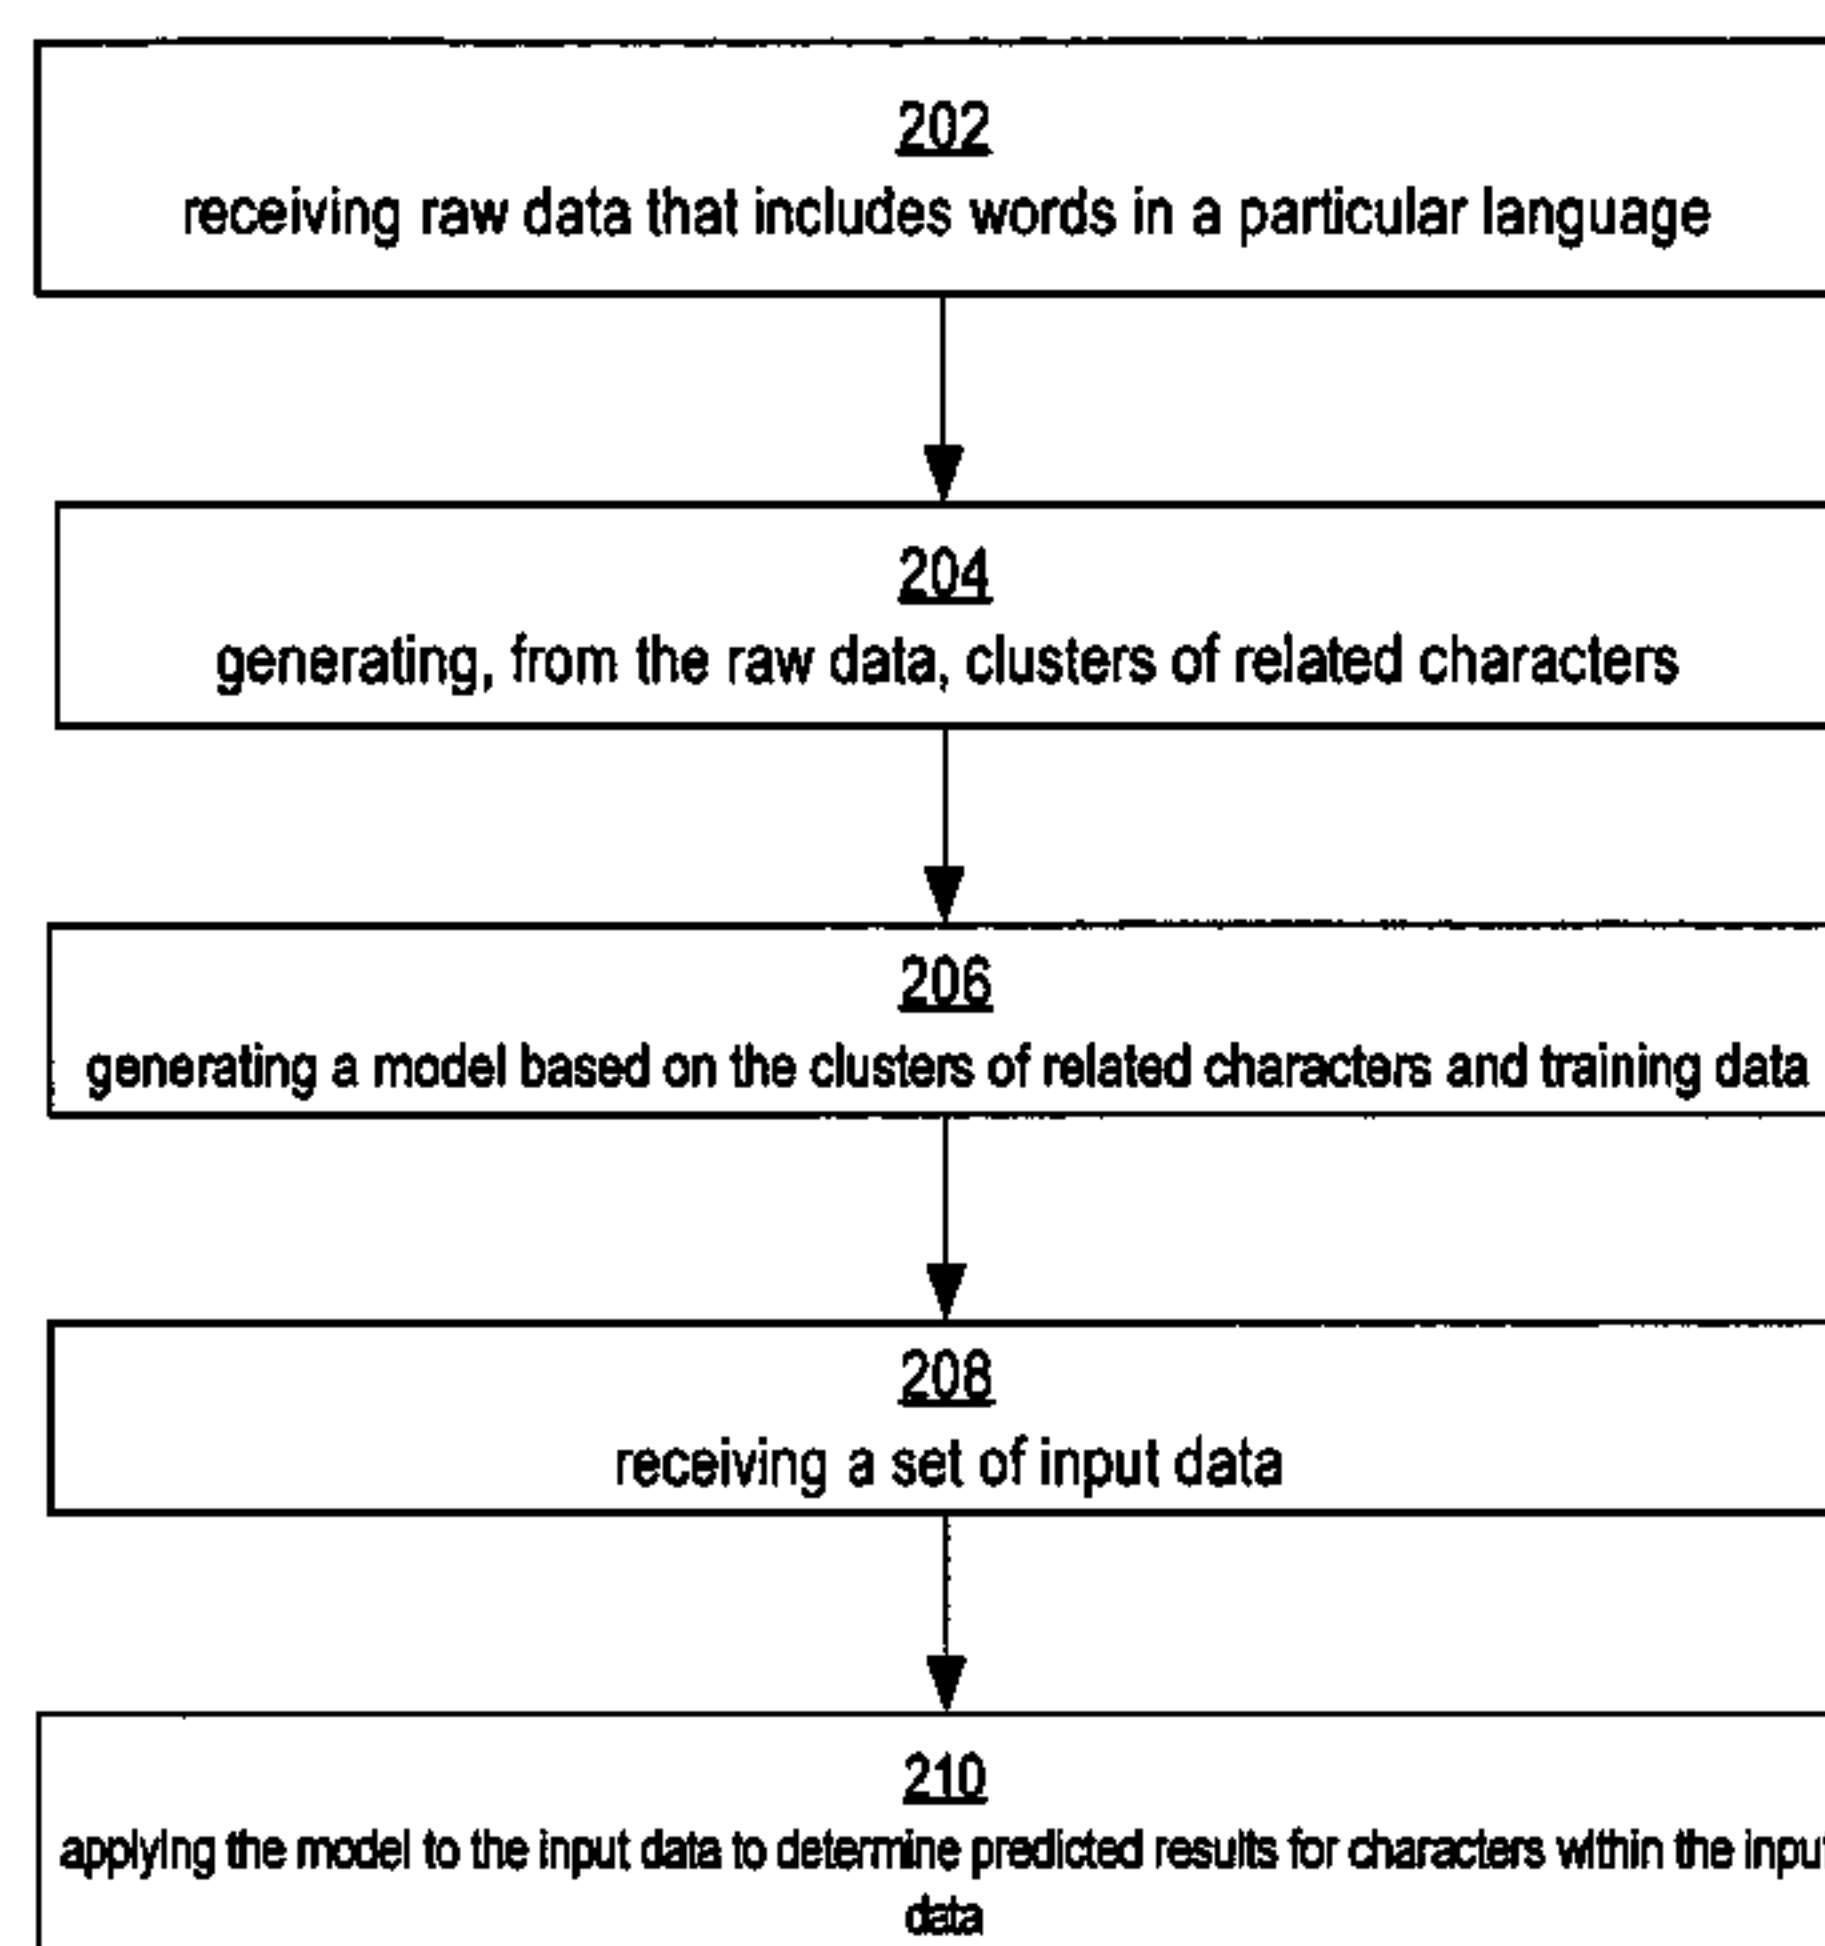 202
receiving raw data that includes words in a particular language
204
generating, from the raw data, clusters of related characters
206
generating a model based on the clusters of related characters and training data
208
receiving a set of input data
210
applying the model to the input data to determine predicted results for characters within the input
data